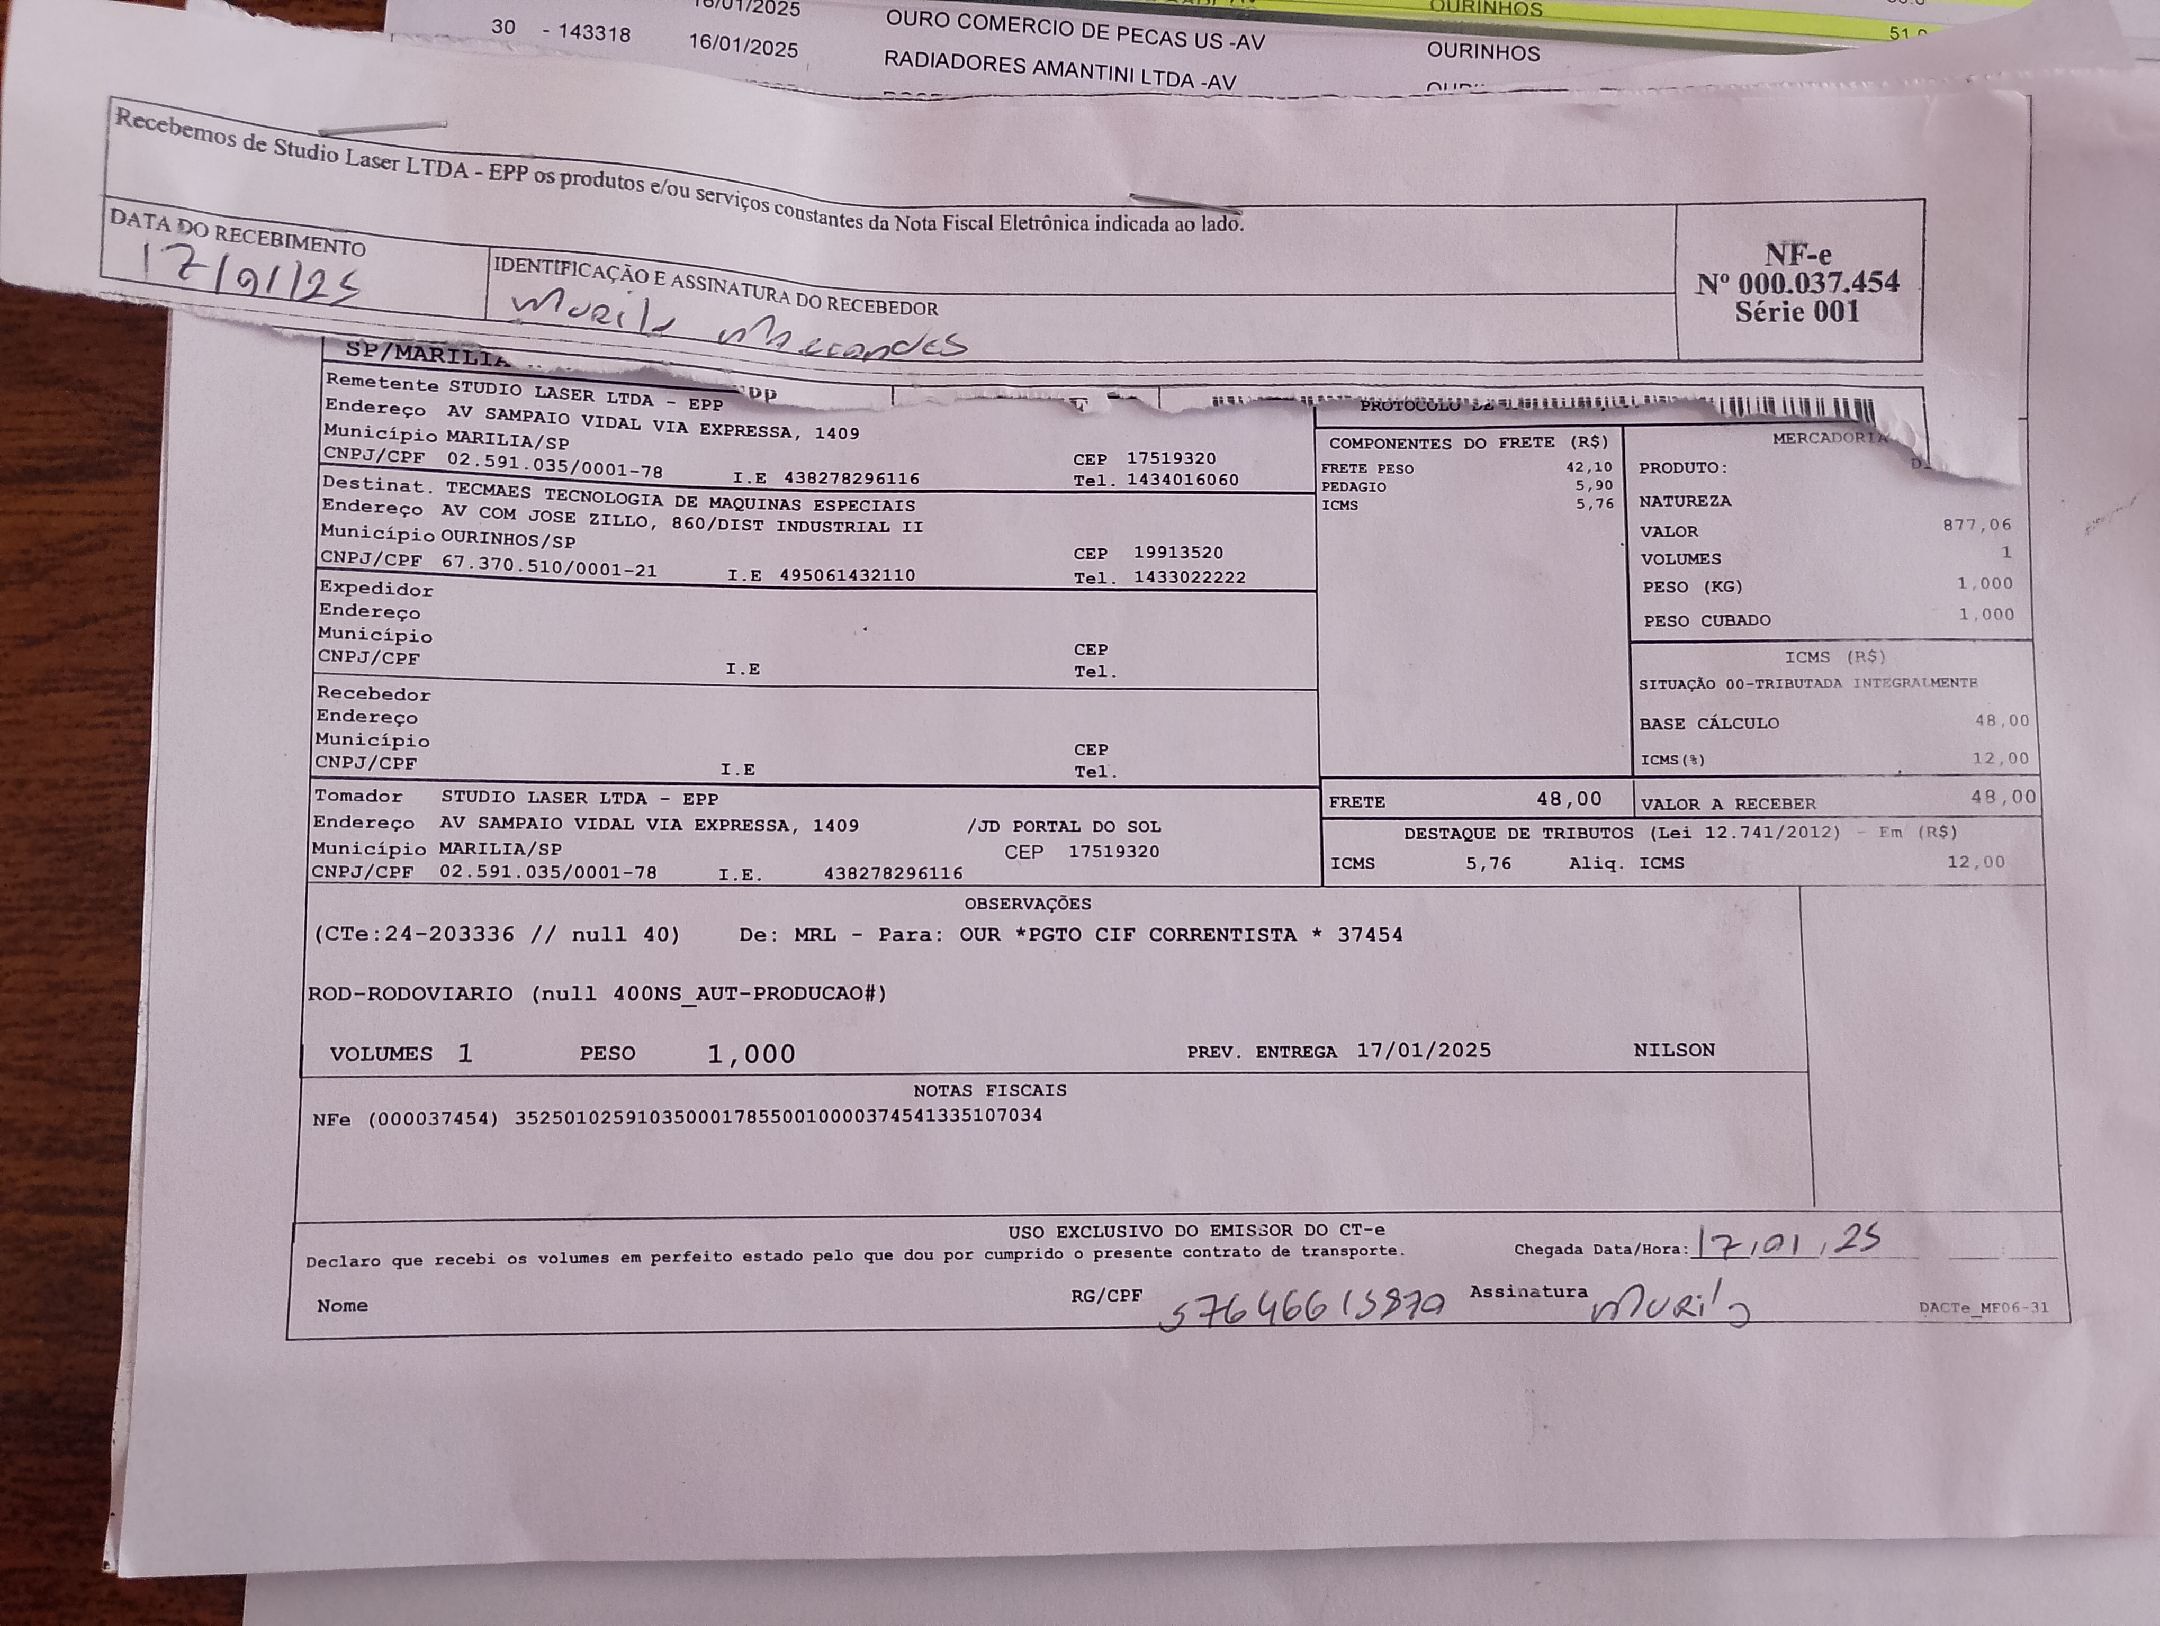 16/01/2025 OURINHOS
30 - 143318 16/01/2025 OURO COMERCIO DE PECAS US -AV OURINHOS 51,0
RADIADORES AMANTINI LTDA -AV
Recebemos de Studio Laser LTDA - EPP os produtos e/ou serviços constantes da Nota Fiscal Eletrônica indicada ao lado.
DATA DO RECEBIMENTO
17/01/25
IDENTIFICAÇÃO E ASSINATURA DO RECEBEDOR
Murilo
NF-e
Nº 000.037.454
Série 001
SP/MARILIA
Remetente STUDIO LASER LTDA - EPP
Endereço AV SAMPAIO VIDAL VIA EXPRESSA, 1409
Município MARILIA/SP CEP 17519320
CNPJ/CPF 02.591.035/0001-78 I.E 438278296116 Tel. 1434016060
Destinat. TECMAES TECNOLOGIA DE MAQUINAS ESPECIAIS
Endereço AV COM JOSE ZILLO, 860/DIST INDUSTRIAL II
Município OURINHOS/SP CEP 19913520
CNPJ/CPF 67.370.510/0001-21 I.E 495061432110 Tel. 1433022222
Expedidor
Endereço
Município CEP
CNPJ/CPF I.E Tel.
Recebedor
Endereço
Município CEP
CNPJ/CPF I.E Tel.
Tomador STUDIO LASER LTDA - EPP
Endereço AV SAMPAIO VIDAL VIA EXPRESSA, 1409 /JD PORTAL DO SOL
Município MARILIA/SP CEP 17519320
CNPJ/CPF 02.591.035/0001-78 I.E. 438278296116
PROTOCOLO DE
COMPONENTES DO FRETE (R$)
FRETE PESO 42,10
PEDAGIO 5,90
ICMS 5,76
MERCADORIA
PRODUTO:
NATUREZA
VALOR 877,06
VOLUMES 1
PESO (KG) 1,000
PESO CUBADO 1,000
ICMS (R$)
SITUAÇÃO 00-TRIBUTADA INTEGRALMENTE
BASE CÁLCULO 48,00
ICMS(%) 12,00
FRETE 48,00 VALOR A RECEBER 48,00
DESTAQUE DE TRIBUTOS (Lei 12.741/2012) - Em (R$)
ICMS 5,76 Aliq. ICMS 12,00
OBSERVAÇÕES
(CTe:24-203336 // null 40) De: MRL - Para: OUR *PGTO CIF CORRENTISTA * 37454
ROD-RODOVIARIO (null 400NS_AUT-PRODUCAO#)
VOLUMES 1 PESO 1,000 PREV. ENTREGA 17/01/2025 NILSON
NOTAS FISCAIS
NFe (000037454) 35250102591035000178550010000374541335107034
USO EXCLUSIVO DO EMISSOR DO CT-e
Declaro que recebi os volumes em perfeito estado pelo que dou por cumprido o presente contrato de transporte. Chegada Data/Hora: 17/01/25
Nome RG/CPF 57646615870 Assinatura Murilo DACTe_MF06-31